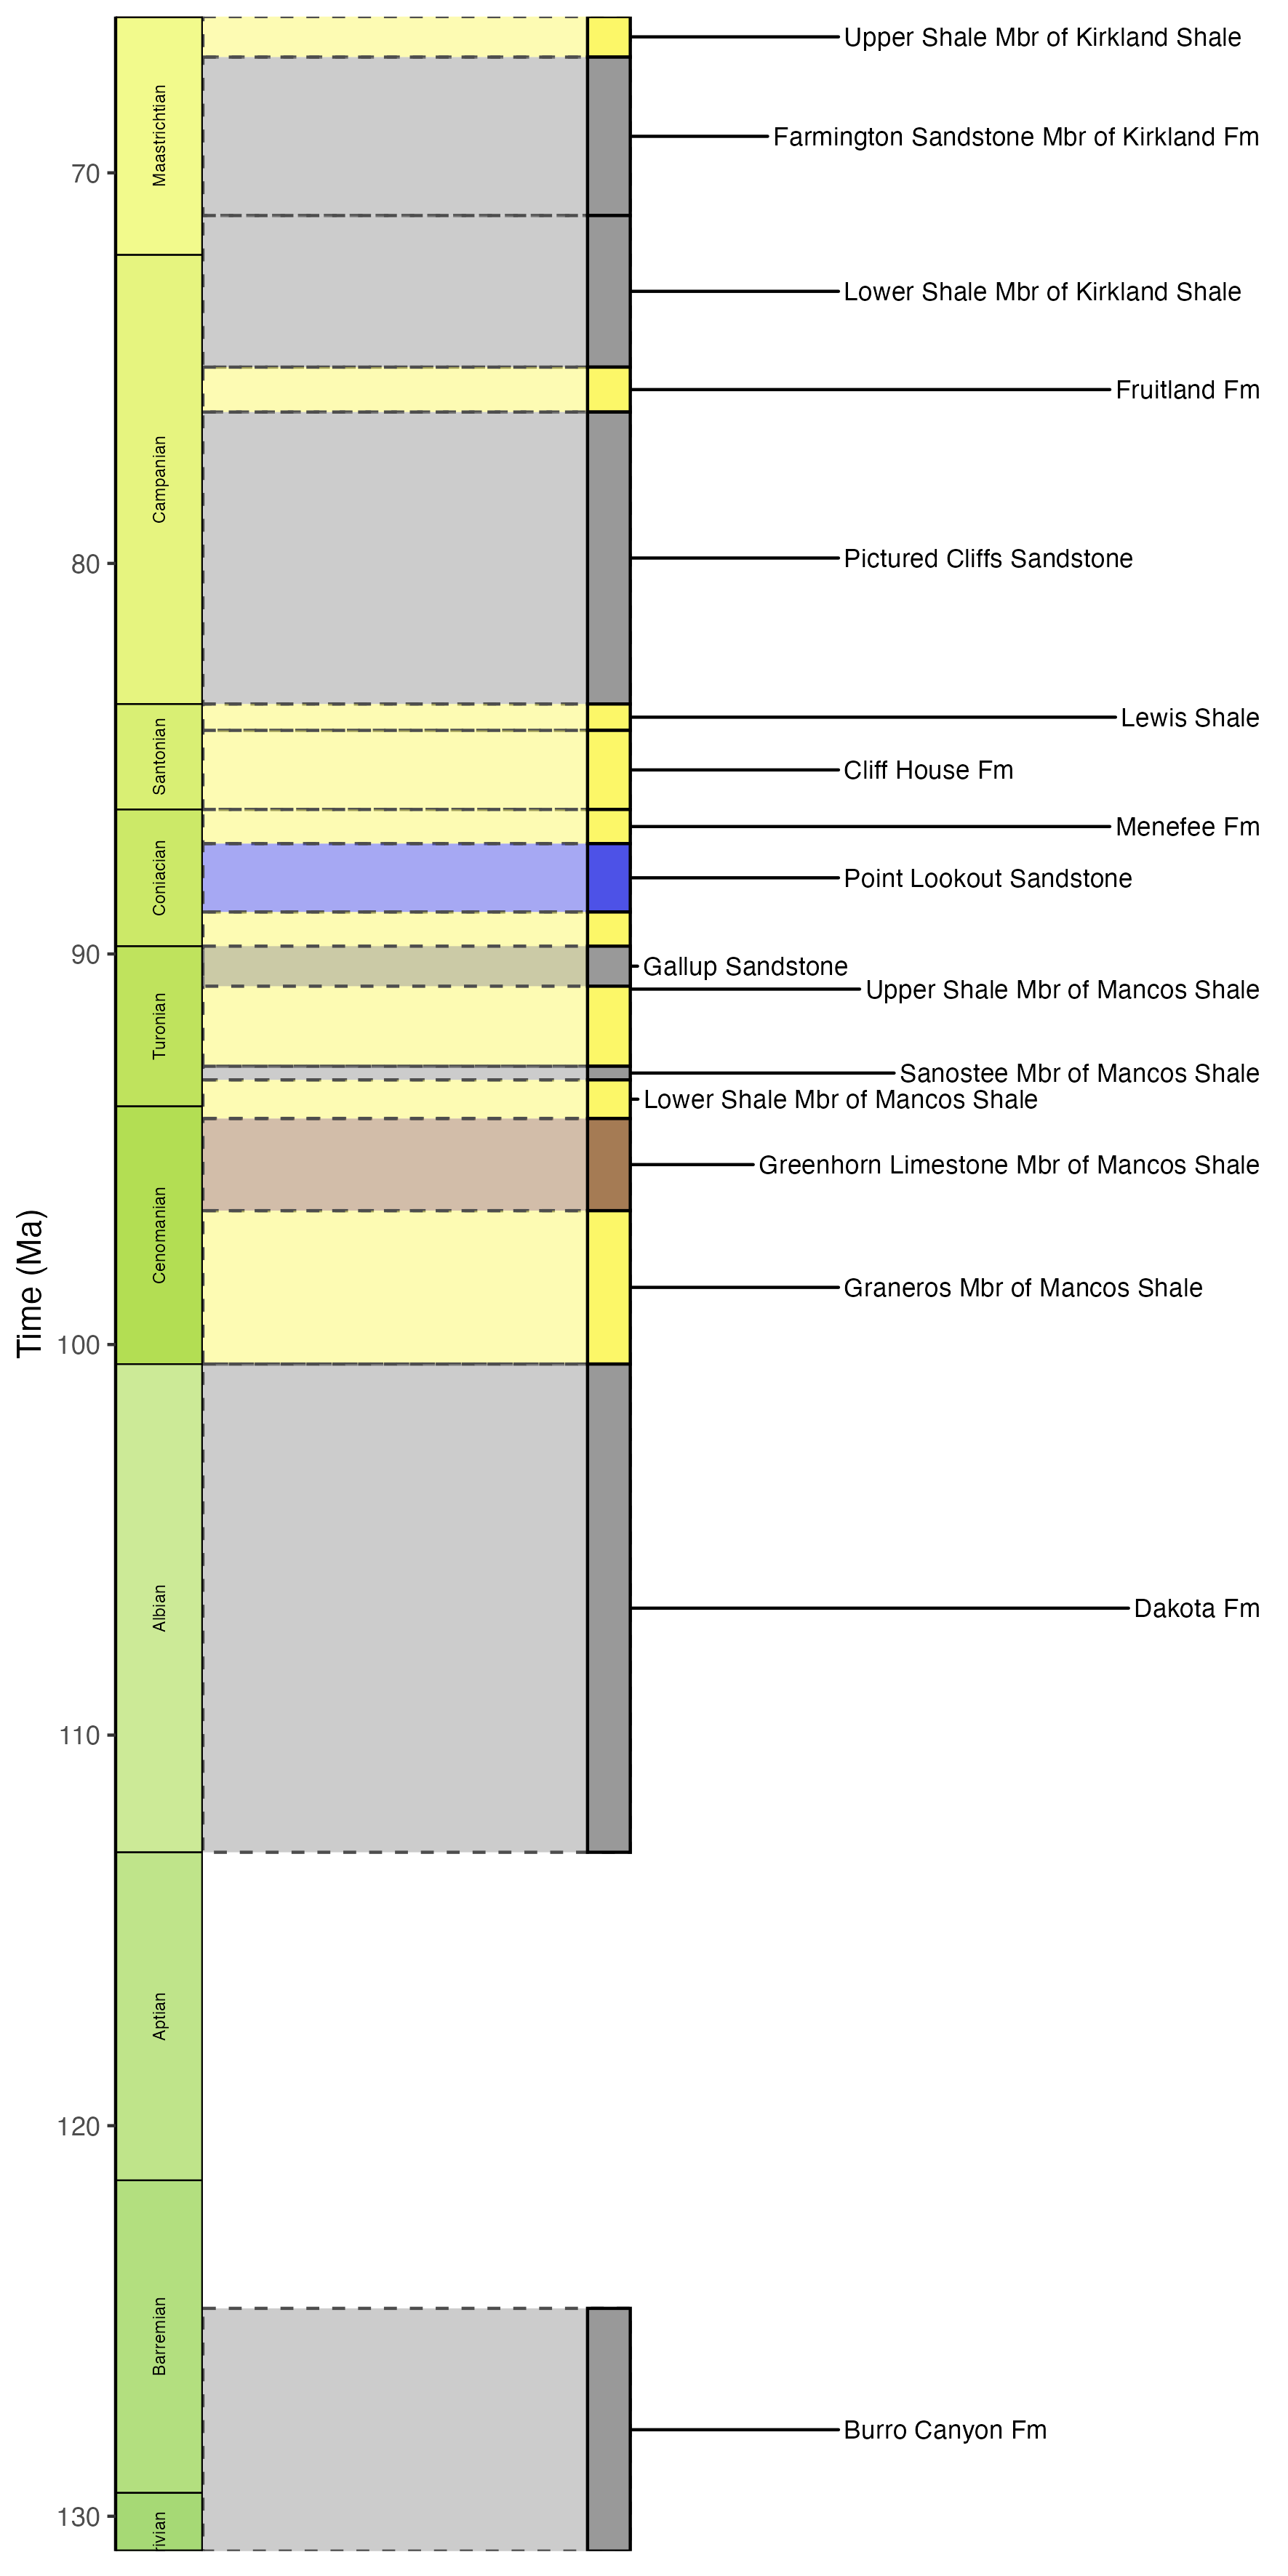 Time (Ma)
70
80
90
100
110
120
130
Maastrichtian
Campanian
Santonian
Coniacian
Turonian
Cenomanian
Albian
Aptian
Barremian
rivian
Upper Shale Mbr of Kirkland Shale
Farmington Sandstone Mbr of Kirkland Fm
Lower Shale Mbr of Kirkland Shale
Fruitland Fm
Pictured Cliffs Sandstone
Lewis Shale
Cliff House Fm
Menefee Fm
Point Lookout Sandstone
Gallup Sandstone
Upper Shale Mbr of Mancos Shale
Sanostee Mbr of Mancos Shale
Lower Shale Mbr of Mancos Shale
Greenhorn Limestone Mbr of Mancos Shale
Graneros Mbr of Mancos Shale
Dakota Fm
Burro Canyon Fm